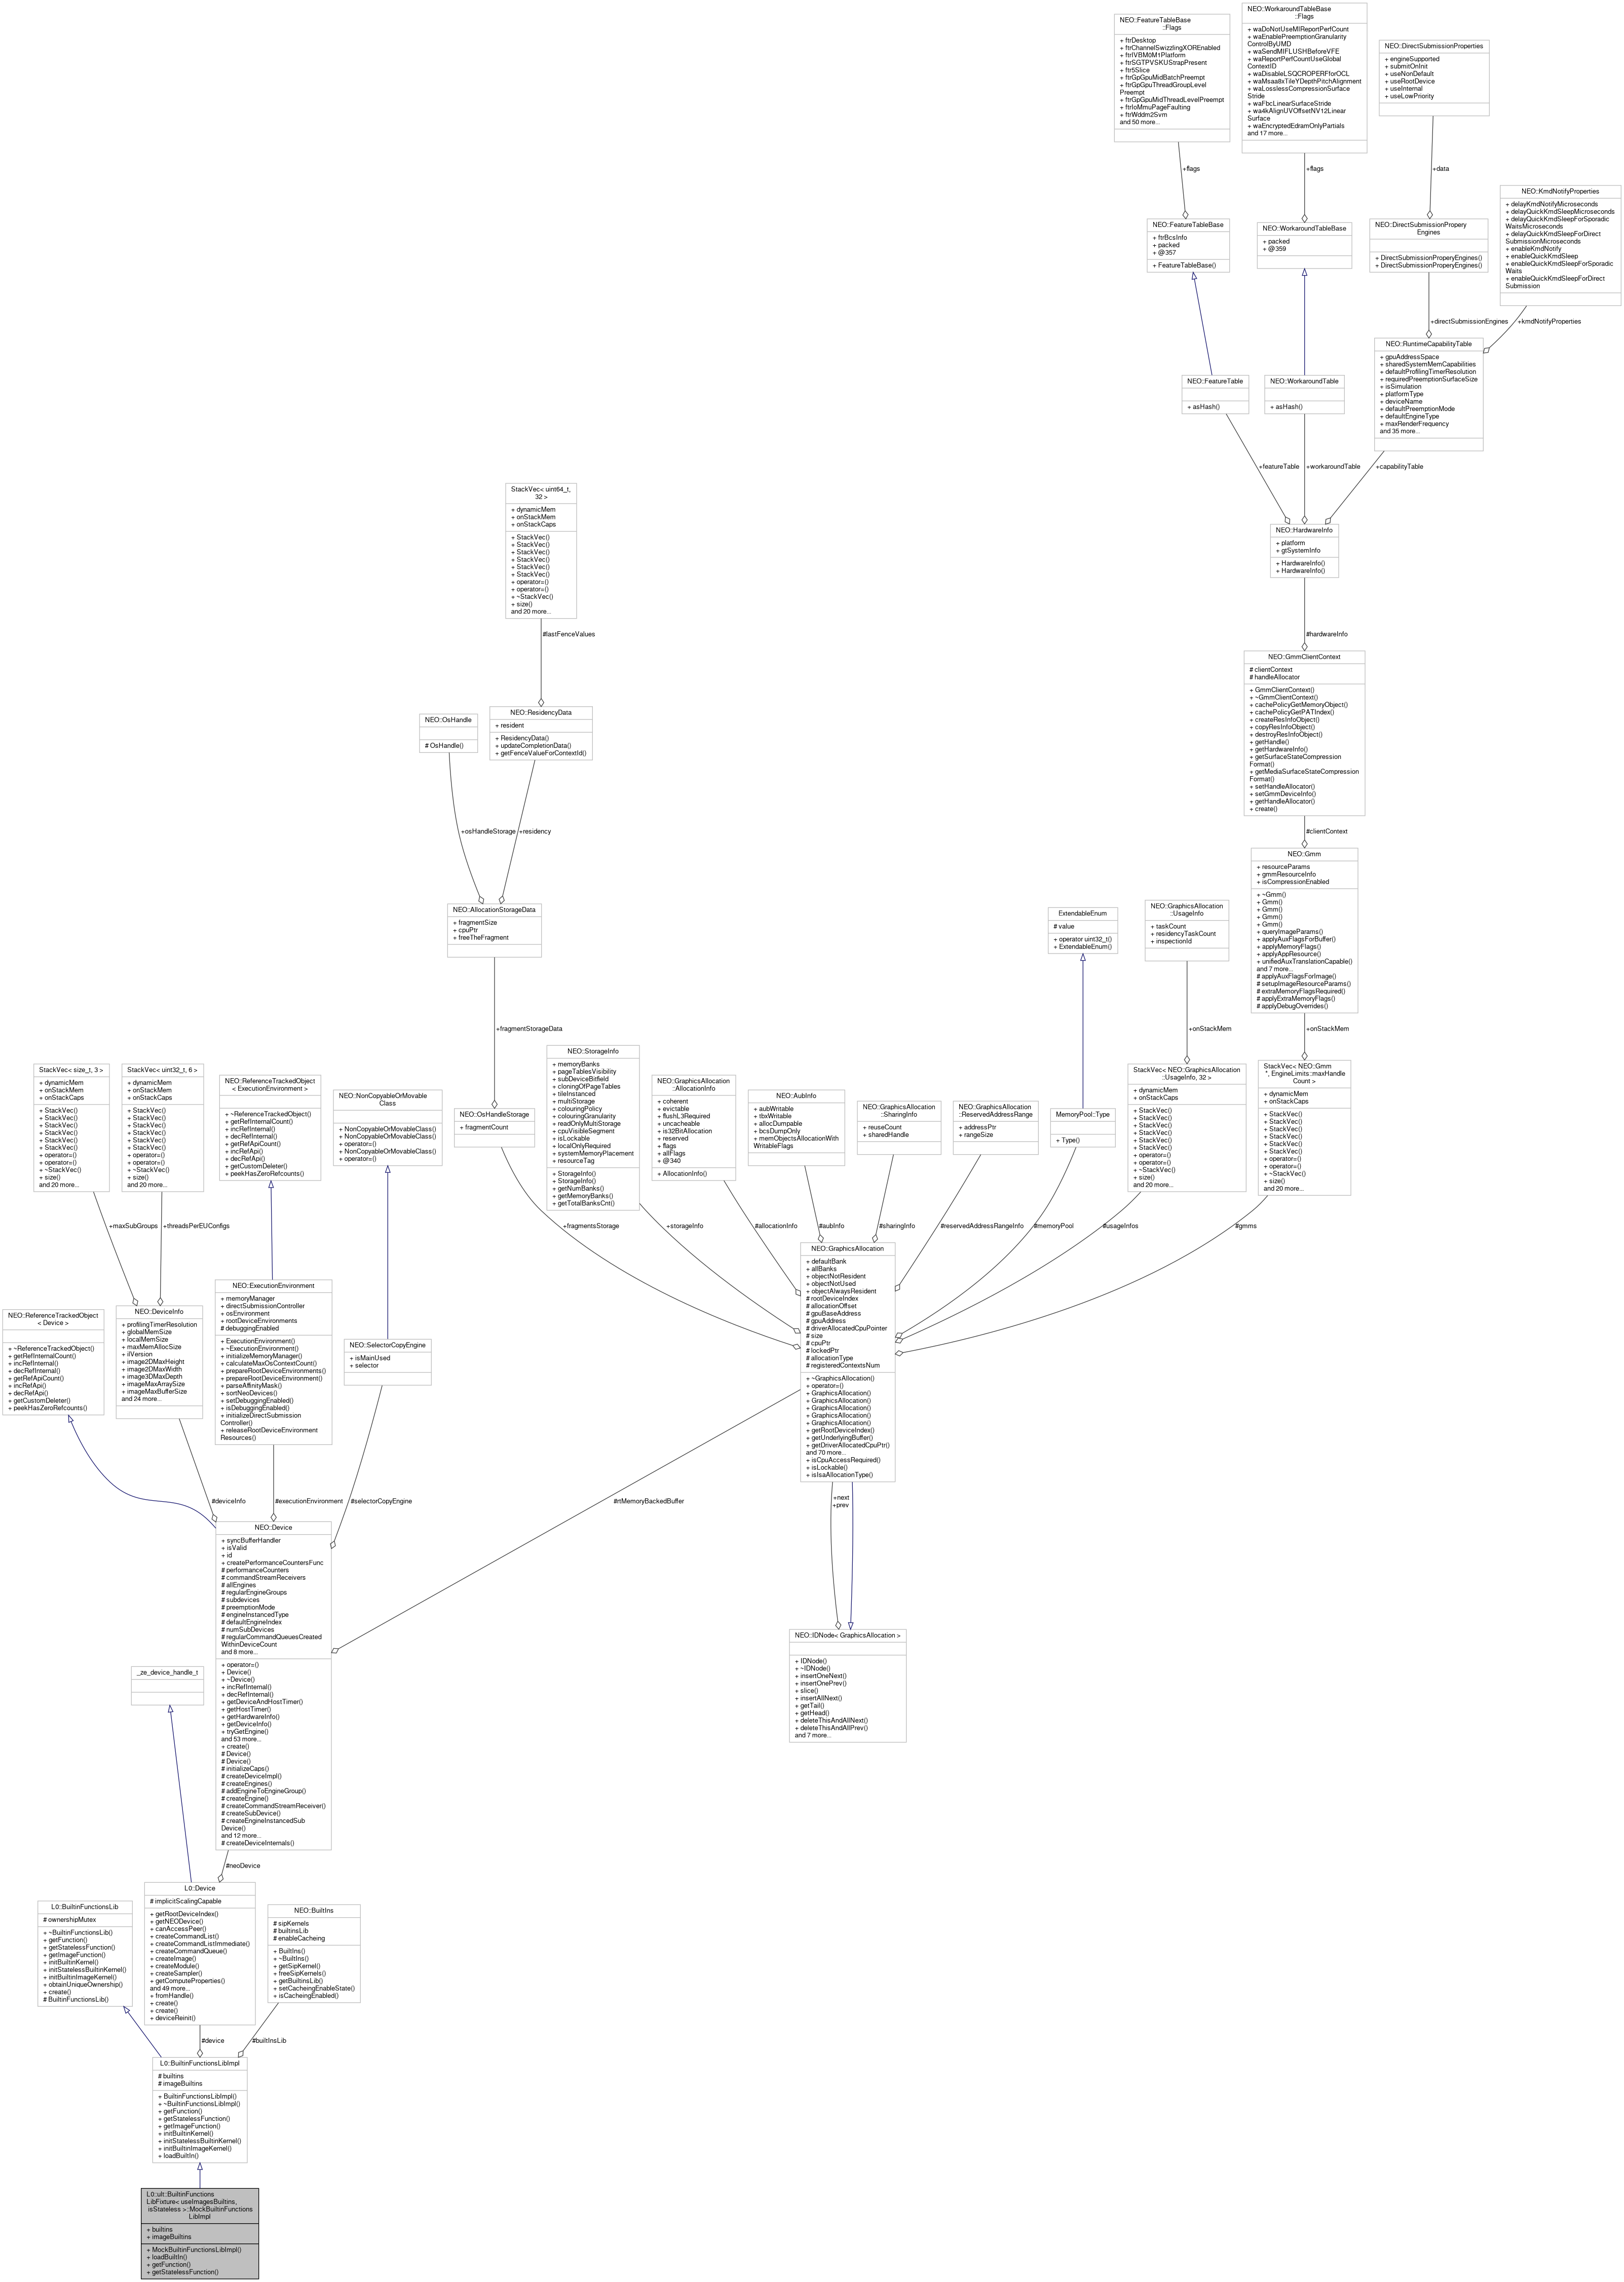 NEO::WorkaroundTableBase
::Flags
+ waDoNotUseMIReportPerfCount
+ waEnablePreemptionGranularity
ControlByUMD
+ waSendMIFLUSHBeforeVFE
+ waReportPerfCountUseGlobal
ContextID
+ waDisableLSQCROPERFforOCL
+ waMsaa8xTileYDepthPitchAlignment
+ waLosslessCompressionSurface
Stride
+ waFbcLinearSurfaceStride
+ wa4kAlignUVOffsetNV12Linear
Surface
+ waEncryptedEdramOnlyPartials
and 17 more...
NEO::FeatureTableBase
::Flags
+ ftrDesktop
+ ftrChannelSwizzlingXOREnabled
+ ftrIVBM0M1Platform
+ ftrSGTPVSKUStrapPresent
+ ftr5Slice
+ ftrGpGpuMidBatchPreempt
+ ftrGpGpuThreadGroupLevel
Preempt
+ ftrGpGpuMidThreadLevelPreempt
+ ftrIoMmuPageFaulting
+ ftrWddm2Svm
and 50 more...
NEO::DirectSubmissionProperties
+ engineSupported
+ submitOnInit
+ useNonDefault
+ useRootDevice
+ useInternal
+ useLowPriority
+flags
+flags
+data
NEO::KmdNotifyProperties
+ delayKmdNotifyMicroseconds
+ delayQuickKmdSleepMicroseconds
+ delayQuickKmdSleepForSporadic
WaitsMicroseconds
+ delayQuickKmdSleepForDirect
SubmissionMicroseconds
+ enableKmdNotify
+ enableQuickKmdSleep
+ enableQuickKmdSleepForSporadic
Waits
+ enableQuickKmdSleepForDirect
Submission
NEO::FeatureTableBase
+ ftrBcsInfo
+ packed
+ @357
+ FeatureTableBase()
NEO::WorkaroundTableBase
+ packed
+ @359
NEO::DirectSubmissionPropery
Engines
+ DirectSubmissionProperyEngines()
+ DirectSubmissionProperyEngines()
+directSubmissionEngines
+kmdNotifyProperties
NEO::RuntimeCapabilityTable
+ gpuAddressSpace
+ sharedSystemMemCapabilities
+ defaultProfilingTimerResolution
+ requiredPreemptionSurfaceSize
+ isSimulation
+ platformType
+ deviceName
+ defaultPreemptionMode
+ defaultEngineType
+ maxRenderFrequency
and 35 more...
NEO::FeatureTable
+ asHash()
NEO::WorkaroundTable
+ asHash()
+featureTable
+workaroundTable
+capabilityTable
NEO::HardwareInfo
+ platform
+ gtSystemInfo
+ HardwareInfo()
+ HardwareInfo()
StackVec< uint64_t,
32 >
+ dynamicMem
+ onStackMem
+ onStackCaps
+ StackVec()
+ StackVec()
+ StackVec()
+ StackVec()
+ StackVec()
+ StackVec()
+ operator=()
+ operator=()
+ ~StackVec()
+ size()
and 20 more...
#lastFenceValues
#hardwareInfo
NEO::GmmClientContext
# clientContext
# handleAllocator
+ GmmClientContext()
+ ~GmmClientContext()
+ cachePolicyGetMemoryObject()
+ cachePolicyGetPATIndex()
+ createResInfoObject()
+ copyResInfoObject()
+ destroyResInfoObject()
+ getHandle()
+ getHardwareInfo()
+ getSurfaceStateCompression
Format()
+ getMediaSurfaceStateCompression
Format()
+ setHandleAllocator()
+ setGmmDeviceInfo()
+ getHandleAllocator()
+ create()
NEO::OsHandle
# OsHandle()
NEO::ResidencyData
+ resident
+ ResidencyData()
+ updateCompletionData()
+ getFenceValueForContextId()
+osHandleStorage
+residency
#clientContext
NEO::Gmm
+ resourceParams
+ gmmResourceInfo
+ isCompressionEnabled
+ ~Gmm()
+ Gmm()
+ Gmm()
+ Gmm()
+ Gmm()
+ queryImageParams()
+ applyAuxFlagsForBuffer()
+ applyMemoryFlags()
+ applyAppResource()
+ unifiedAuxTranslationCapable()
and 7 more...
# applyAuxFlagsForImage()
# setupImageResourceParams()
# extraMemoryFlagsRequired()
# applyExtraMemoryFlags()
# applyDebugOverrides()
NEO::AllocationStorageData
+ fragmentSize
+ cpuPtr
+ freeTheFragment
ExtendableEnum
# value
+ operator uint32_t()
+ ExtendableEnum()
NEO::GraphicsAllocation
::UsageInfo
+ taskCount
+ residencyTaskCount
+ inspectionId
+fragmentStorageData
+onStackMem
+onStackMem
StackVec< size_t, 3 >
+ dynamicMem
+ onStackMem
+ onStackCaps
+ StackVec()
+ StackVec()
+ StackVec()
+ StackVec()
+ StackVec()
+ StackVec()
+ operator=()
+ operator=()
+ ~StackVec()
+ size()
and 20 more...
StackVec< uint32_t, 6 >
+ dynamicMem
+ onStackMem
+ onStackCaps
+ StackVec()
+ StackVec()
+ StackVec()
+ StackVec()
+ StackVec()
+ StackVec()
+ operator=()
+ operator=()
+ ~StackVec()
+ size()
and 20 more...
NEO::ReferenceTrackedObject
< ExecutionEnvironment >
+ ~ReferenceTrackedObject()
+ getRefInternalCount()
+ incRefInternal()
+ decRefInternal()
+ getRefApiCount()
+ incRefApi()
+ decRefApi()
+ getCustomDeleter()
+ peekHasZeroRefcounts()
NEO::NonCopyableOrMovable
Class
+ NonCopyableOrMovableClass()
+ NonCopyableOrMovableClass()
+ operator=()
+ NonCopyableOrMovableClass()
+ operator=()
NEO::OsHandleStorage
+ fragmentCount
NEO::StorageInfo
+ memoryBanks
+ pageTablesVisibility
+ subDeviceBitfield
+ cloningOfPageTables
+ tileInstanced
+ multiStorage
+ colouringPolicy
+ colouringGranularity
+ readOnlyMultiStorage
+ cpuVisibleSegment
+ isLockable
+ localOnlyRequired
+ systemMemoryPlacement
+ resourceTag
+ StorageInfo()
+ StorageInfo()
+ getNumBanks()
+ getMemoryBanks()
+ getTotalBanksCnt()
NEO::GraphicsAllocation
::AllocationInfo
+ coherent
+ evictable
+ flushL3Required
+ uncacheable
+ is32BitAllocation
+ reserved
+ flags
+ allFlags
+ @340
+ AllocationInfo()
NEO::AubInfo
+ aubWritable
+ tbxWritable
+ allocDumpable
+ bcsDumpOnly
+ memObjectsAllocationWith
WritableFlags
NEO::GraphicsAllocation
::SharingInfo
+ reuseCount
+ sharedHandle
NEO::GraphicsAllocation
::ReservedAddressRange
+ addressPtr
+ rangeSize
MemoryPool::Type
+ Type()
StackVec< NEO::GraphicsAllocation
::UsageInfo, 32 >
+ dynamicMem
+ onStackCaps
+ StackVec()
+ StackVec()
+ StackVec()
+ StackVec()
+ StackVec()
+ StackVec()
+ operator=()
+ operator=()
+ ~StackVec()
+ size()
and 20 more...
StackVec< NEO::Gmm
*, EngineLimits::maxHandle
Count >
+ dynamicMem
+ onStackCaps
+ StackVec()
+ StackVec()
+ StackVec()
+ StackVec()
+ StackVec()
+ StackVec()
+ operator=()
+ operator=()
+ ~StackVec()
+ size()
and 20 more...
+maxSubGroups
+threadsPerEUConfigs
+fragmentsStorage
+storageInfo
#allocationInfo
#aubInfo
#sharingInfo
#reservedAddressRangeInfo
#memoryPool
#usageInfos
#gmms
NEO::ReferenceTrackedObject
< Device >
+ ~ReferenceTrackedObject()
+ getRefInternalCount()
+ incRefInternal()
+ decRefInternal()
+ getRefApiCount()
+ incRefApi()
+ decRefApi()
+ getCustomDeleter()
+ peekHasZeroRefcounts()
NEO::DeviceInfo
+ profilingTimerResolution
+ globalMemSize
+ localMemSize
+ maxMemAllocSize
+ ilVersion
+ image2DMaxHeight
+ image2DMaxWidth
+ image3DMaxDepth
+ imageMaxArraySize
+ imageMaxBufferSize
and 24 more...
NEO::ExecutionEnvironment
+ memoryManager
+ directSubmissionController
+ osEnvironment
+ rootDeviceEnvironments
# debuggingEnabled
+ ExecutionEnvironment()
+ ~ExecutionEnvironment()
+ initializeMemoryManager()
+ calculateMaxOsContextCount()
+ prepareRootDeviceEnvironments()
+ prepareRootDeviceEnvironment()
+ parseAffinityMask()
+ sortNeoDevices()
+ setDebuggingEnabled()
+ isDebuggingEnabled()
+ initializeDirectSubmission
Controller()
+ releaseRootDeviceEnvironment
Resources()
NEO::SelectorCopyEngine
+ isMainUsed
+ selector
NEO::GraphicsAllocation
+ defaultBank
+ allBanks
+ objectNotResident
+ objectNotUsed
+ objectAlwaysResident
# rootDeviceIndex
# allocationOffset
# gpuBaseAddress
# gpuAddress
# driverAllocatedCpuPointer
# size
# cpuPtr
# lockedPtr
# allocationType
# registeredContextsNum
+ ~GraphicsAllocation()
+ operator=()
+ GraphicsAllocation()
+ GraphicsAllocation()
+ GraphicsAllocation()
+ GraphicsAllocation()
+ GraphicsAllocation()
+ getRootDeviceIndex()
+ getUnderlyingBuffer()
+ getDriverAllocatedCpuPtr()
and 70 more...
+ isCpuAccessRequired()
+ isLockable()
+ isIsaAllocationType()
#deviceInfo
#executionEnvironment
#selectorCopyEngine
#rtMemoryBackedBuffer
+next
+prev
NEO::Device
+ syncBufferHandler
+ isValid
+ id
+ createPerformanceCountersFunc
# performanceCounters
# commandStreamReceivers
# allEngines
# regularEngineGroups
# subdevices
# preemptionMode
# engineInstancedType
# defaultEngineIndex
# numSubDevices
# regularCommandQueuesCreated
WithinDeviceCount
and 8 more...
+ operator=()
+ Device()
+ ~Device()
+ incRefInternal()
+ decRefInternal()
+ getDeviceAndHostTimer()
+ getHostTimer()
+ getHardwareInfo()
+ getDeviceInfo()
+ tryGetEngine()
and 53 more...
+ create()
# Device()
# Device()
# initializeCaps()
# createDeviceImpl()
# createEngines()
# addEngineToEngineGroup()
# createEngine()
# createCommandStreamReceiver()
# createSubDevice()
# createEngineInstancedSub
Device()
and 12 more...
# createDeviceInternals()
NEO::IDNode< GraphicsAllocation >
+ IDNode()
+ ~IDNode()
+ insertOneNext()
+ insertOnePrev()
+ slice()
+ insertAllNext()
+ getTail()
+ getHead()
+ deleteThisAndAllNext()
+ deleteThisAndAllPrev()
and 7 more...
_ze_device_handle_t
#neoDevice
L0::BuiltinFunctionsLib
# ownershipMutex
+ ~BuiltinFunctionsLib()
+ getFunction()
+ getStatelessFunction()
+ getImageFunction()
+ initBuiltinKernel()
+ initStatelessBuiltinKernel()
+ initBuiltinImageKernel()
+ obtainUniqueOwnership()
+ create()
# BuiltinFunctionsLib()
L0::Device
# implicitScalingCapable
+ getRootDeviceIndex()
+ getNEODevice()
+ canAccessPeer()
+ createCommandList()
+ createCommandListImmediate()
+ createCommandQueue()
+ createImage()
+ createModule()
+ createSampler()
+ getComputeProperties()
and 49 more...
+ fromHandle()
+ create()
+ create()
+ deviceReinit()
NEO::BuiltIns
# sipKernels
# builtinsLib
# enableCacheing
+ BuiltIns()
+ ~BuiltIns()
+ getSipKernel()
+ freeSipKernels()
+ getBuiltinsLib()
+ setCacheingEnableState()
+ isCacheingEnabled()
#device
#builtInsLib
L0::BuiltinFunctionsLibImpl
# builtins
# imageBuiltins
+ BuiltinFunctionsLibImpl()
+ ~BuiltinFunctionsLibImpl()
+ getFunction()
+ getStatelessFunction()
+ getImageFunction()
+ initBuiltinKernel()
+ initStatelessBuiltinKernel()
+ initBuiltinImageKernel()
+ loadBuiltIn()
L0::ult::BuiltinFunctions
LibFixture< useImagesBuiltins,
isStateless >::MockBuiltinFunctions
LibImpl
+ builtins
+ imageBuiltins
+ MockBuiltinFunctionsLibImpl()
+ loadBuiltIn()
+ getFunction()
+ getStatelessFunction()